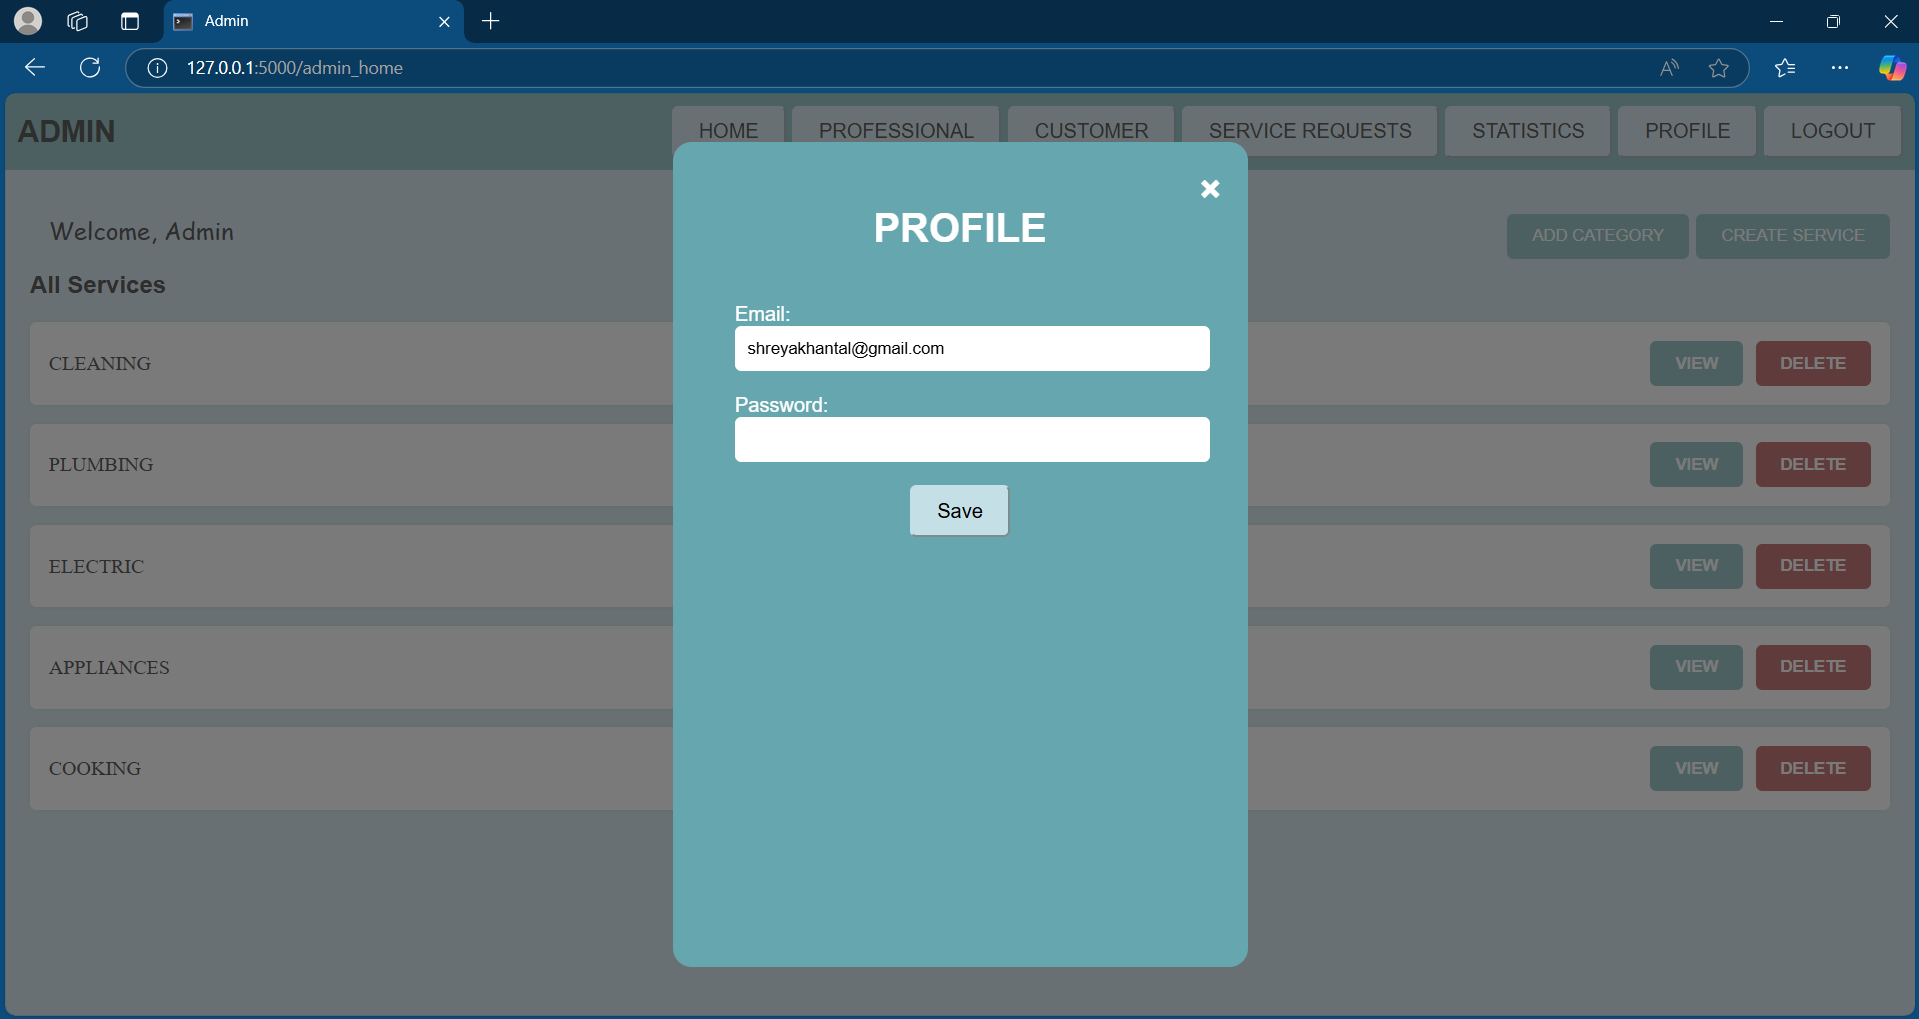 Admin
127.0.0.1:5000/admin_home
ADMIN
HOME PROFESSIONAL CUSTOMER SERVICE REQUESTS STATISTICS PROFILE LOGOUT
Welcome, Admin
ADD CATEGORY CREATE SERVICE
All Services
CLEANING VIEW DELETE
PLUMBING VIEW DELETE
ELECTRIC VIEW DELETE
APPLIANCES VIEW DELETE
COOKING VIEW DELETE
PROFILE
Email:
shreyakhantal@gmail.com
Password:
Save